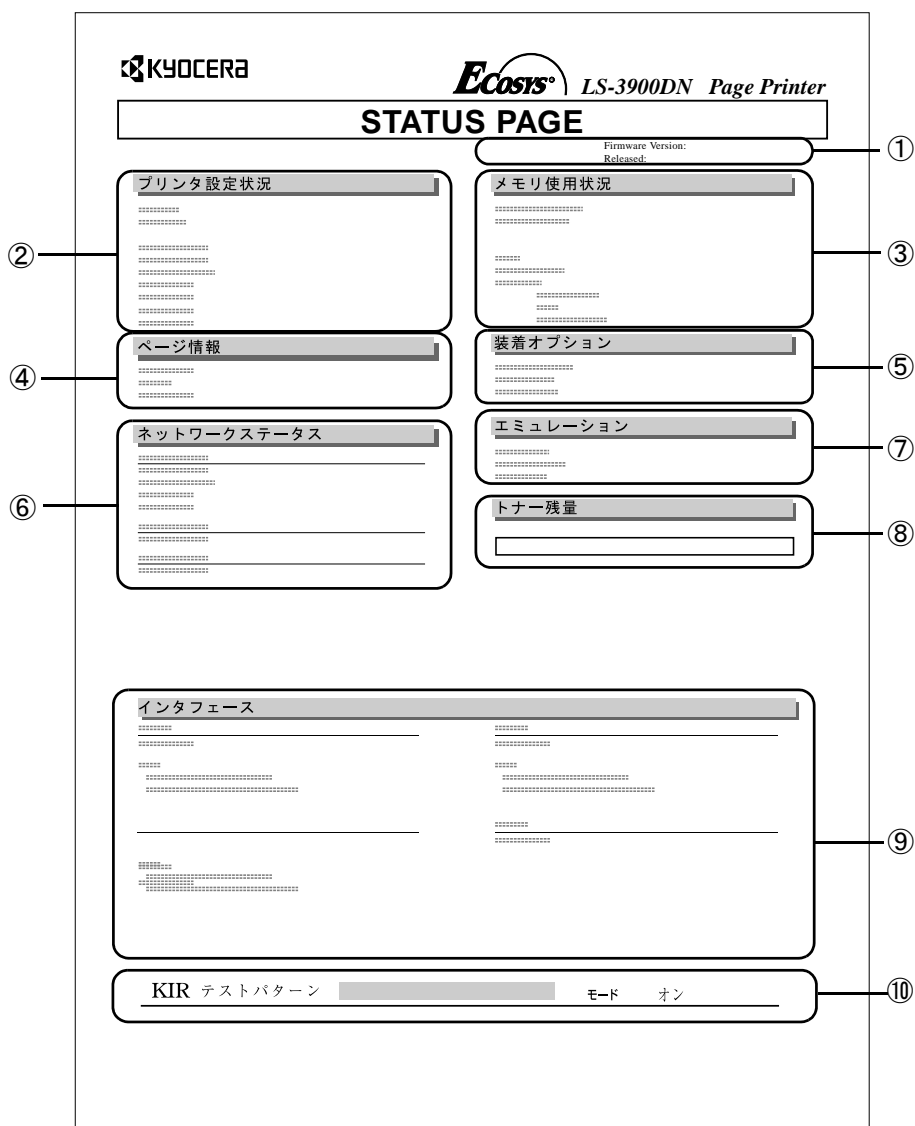 KYOCERA
ECOSYS LS-3900DN Page Printer
STATUS PAGE
Firmware Version:
Released:
①
プリンタ設定状況
②
メモリ使用状況
③
ページ情報
④
装着オプション
⑤
ネットワークステータス
⑥
エミュレーション
⑦
トナー残量
⑧
インタフェース
⑨
KIR テストパターン モード オン
⑩